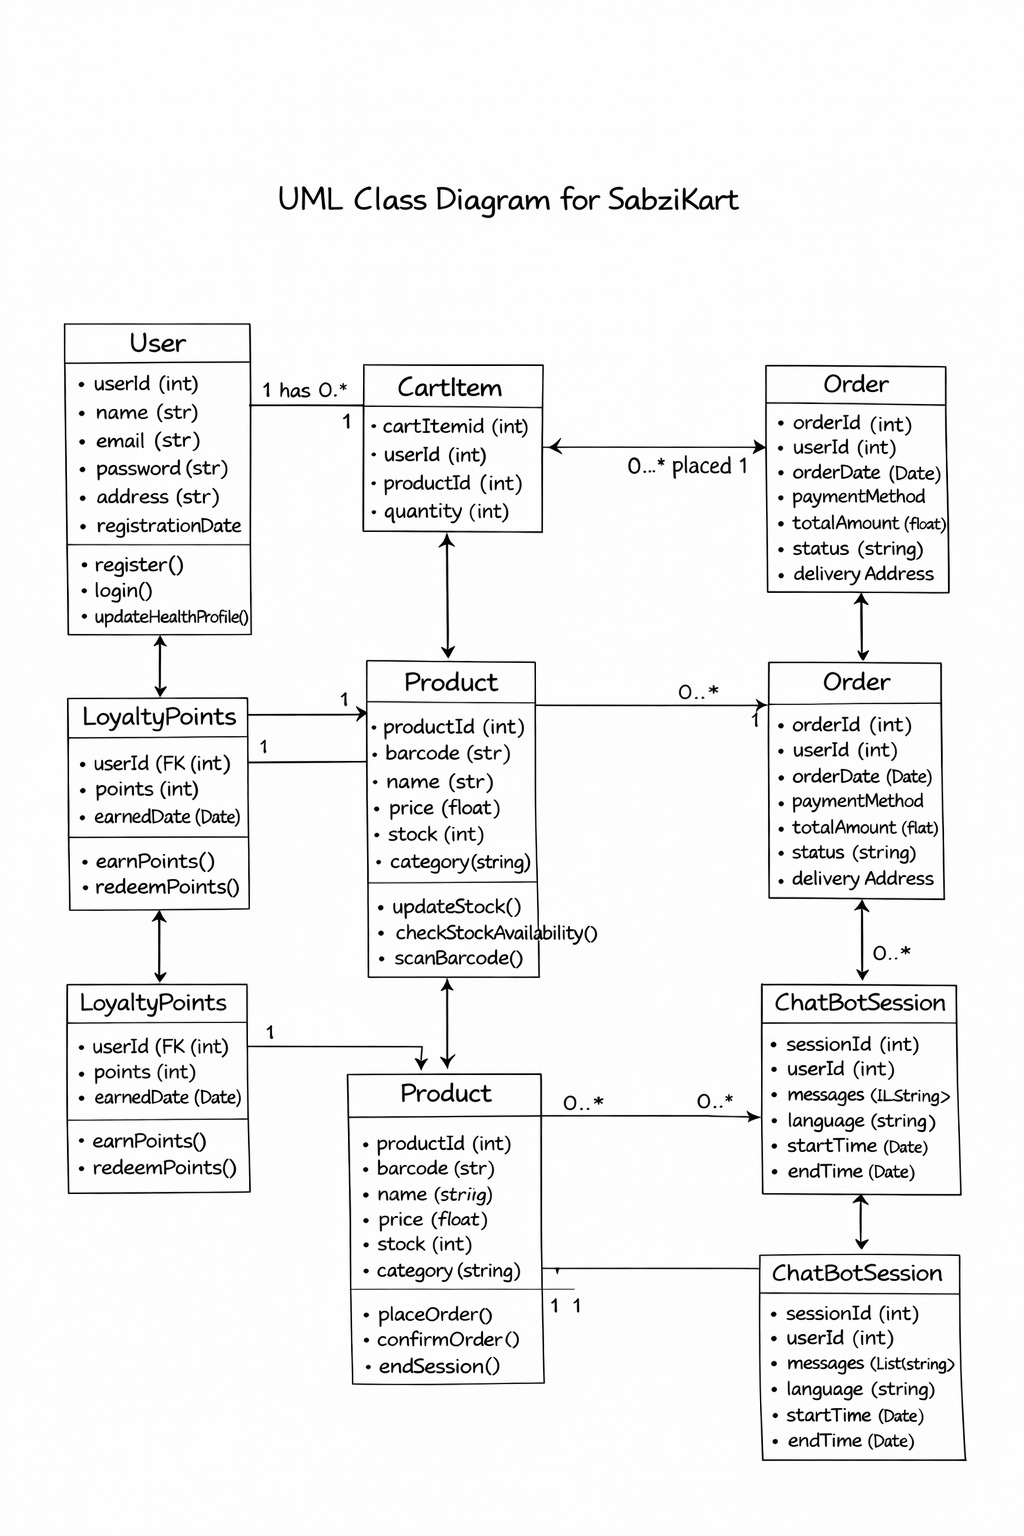 UML Class Diagram for SabziKart
User
• userId (int)
• name (str)
• email (str)
• password (str)
• address (str)
• registrationDate
• register()
• login()
• updateHealthProfile()
1 has 0.*
1
CartItem
• cartItemid (int)
• userId (int)
• productId (int)
• quantity (int)
0...* placed 1
Order
• orderId (int)
• userId (int)
• orderDate (Date)
• paymentMethod
• totalAmount (float)
• status (string)
• delivery Address
LoyaltyPoints
• userId (FK (int)
• points (int)
• earnedDate (Date)
• earnPoints()
• redeemPoints()
1
1
Product
• productId (int)
• barcode (str)
• name (str)
• price (float)
• stock (int)
• category (string)
• updateStock()
• checkStockAvailability()
• scanBarcode()
0..*
1
Order
• orderId (int)
• userId (int)
• orderDate (Date)
• paymentMethod
• totalAmount (flat)
• status (string)
• delivery Address
0..*
LoyaltyPoints
• userId (FK (int)
• points (int)
• earnedDate (Date)
• earnPoints()
• redeemPoints()
1
Product
• productId (int)
• barcode (str)
• name (striig)
• price (float)
• stock (int)
• category (string)
• placeOrder()
• confirmOrder()
• endSession()
0..*
0..*
1 1
ChatBotSession
• sessionId (int)
• userId (int)
• messages (ILString>
• language (string)
• startTime (Date)
• endTime (Date)
ChatBotSession
• sessionId (int)
• userId (int)
• messages (List(string>
• language (string)
• startTime (Date)
• endTime (Date)